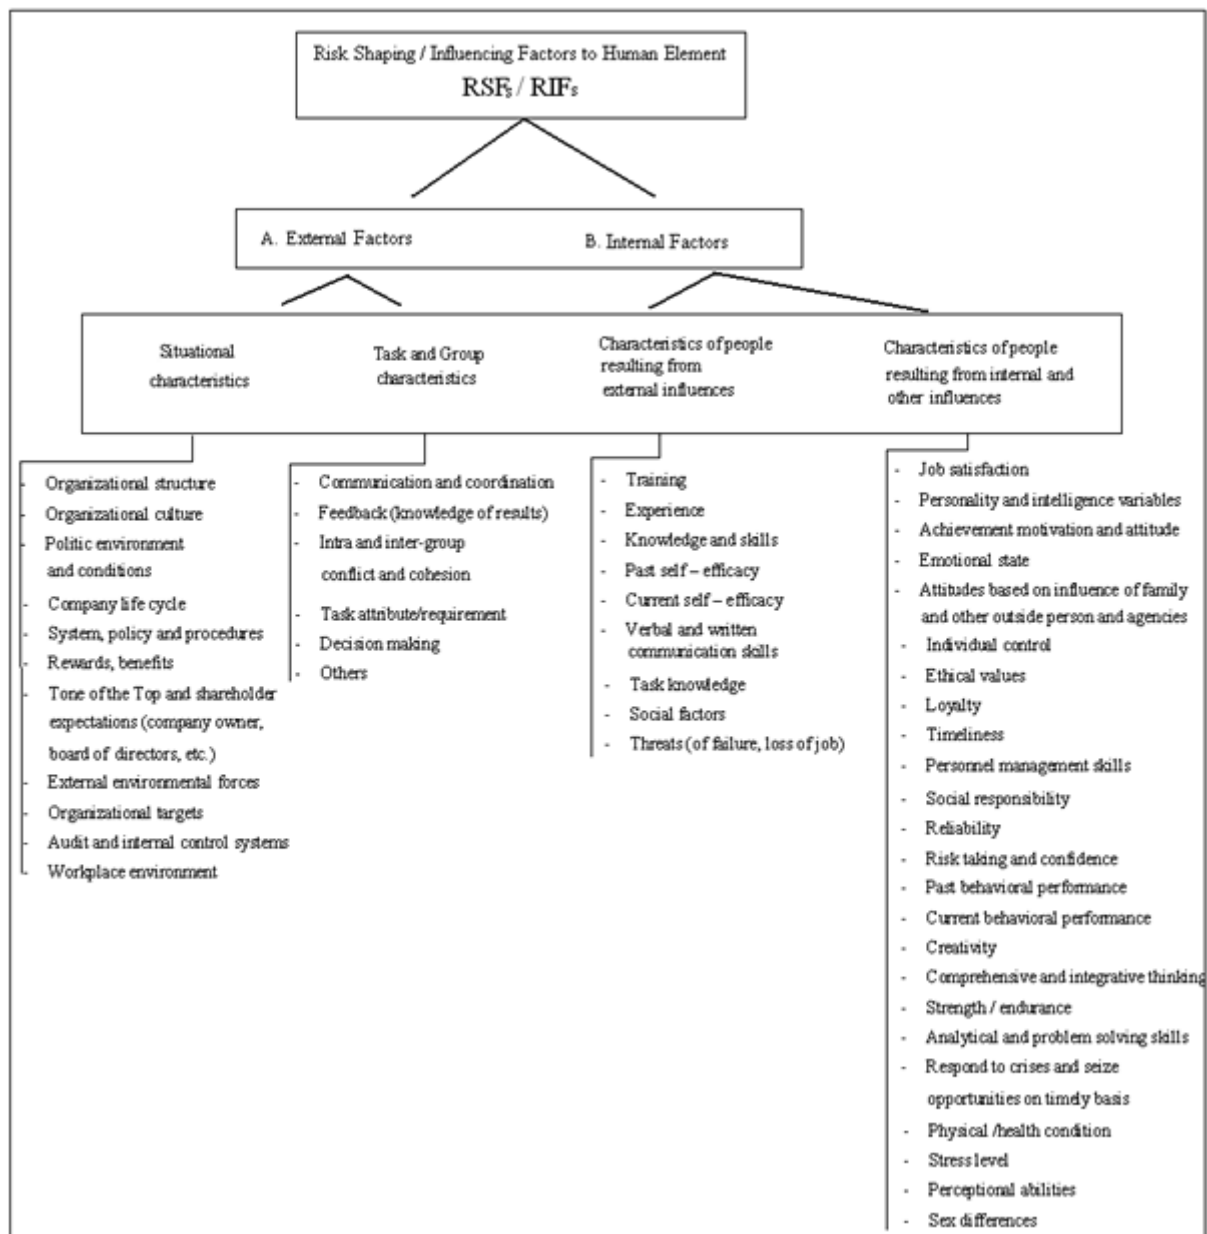 Risk Shaping / Influencing Factors to Human Element
RSFs / RIFs
A. External Factors
B. Internal Factors
Situational
characteristics
Task and Group
characteristics
Characteristics of people
resulting from
external influences
Characteristics of people
resulting from internal and
other influences
- Organizational structure
- Organizational culture
- Politic environment
and conditions
- Company life cycle
- System, policy and procedures
- Rewards, benefits
- Tone of the Top and shareholder
expectations (company owner,
board of directors, etc.)
- External environmental forces
- Organizational targets
- Audit and internal control systems
- Workplace environment
- Communication and coordination
- Feedback (knowledge of results)
- Intra and inter-group
conflict and cohesion
- Task attribute/requirement
- Decision making
- Others
- Training
- Experience
- Knowledge and skills
- Past self – efficacy
- Current self – efficacy
- Verbal and written
communication skills
- Task knowledge
- Social factors
- Threats (of failure, loss of job)
- Job satisfaction
- Personality and intelligence variables
- Achievement motivation and attitude
- Emotional state
- Attitudes based on influence of family
and other outside person and agencies
- Individual control
- Ethical values
- Loyalty
- Timeliness
- Personnel management skills
- Social responsibility
- Reliability
- Risk taking and confidence
- Past behavioral performance
- Current behavioral performance
- Creativity
- Comprehensive and integrative thinking
- Strength / endurance
- Analytical and problem solving skills
- Respond to crises and seize
opportunities on timely basis
- Physical /health condition
- Stress level
- Perceptional abilities
- Sex differences